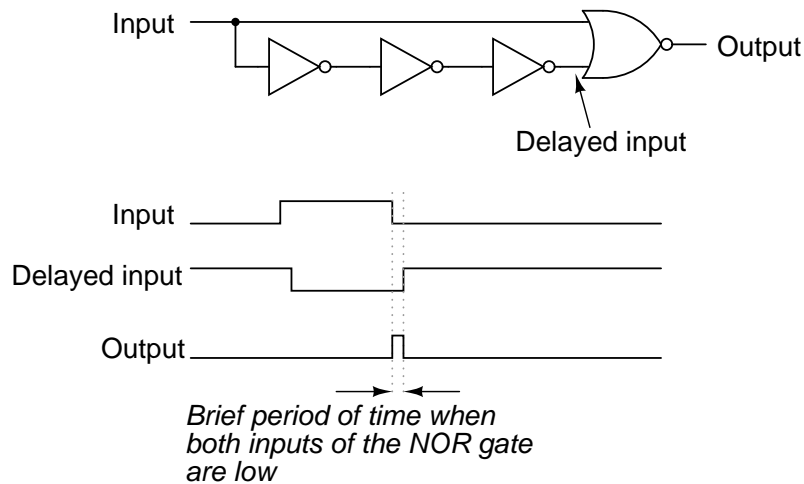 Input
Output
Delayed input
Input
Delayed input
Output
Brief period of time when
both inputs of the NOR gate
are low